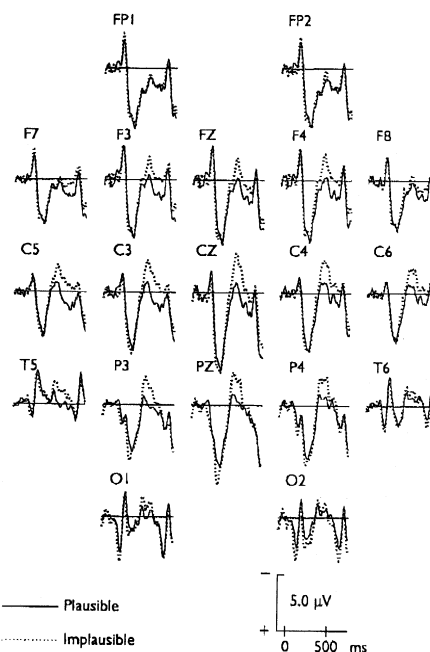 FP1 FP2
F7 F3 FZ F4 F8
C5 C3 CZ C4 C6
T5 P3 PZ P4 T6
O1 O2
− 5.0 μV
Plausible
+
Implausible 0 500 ms